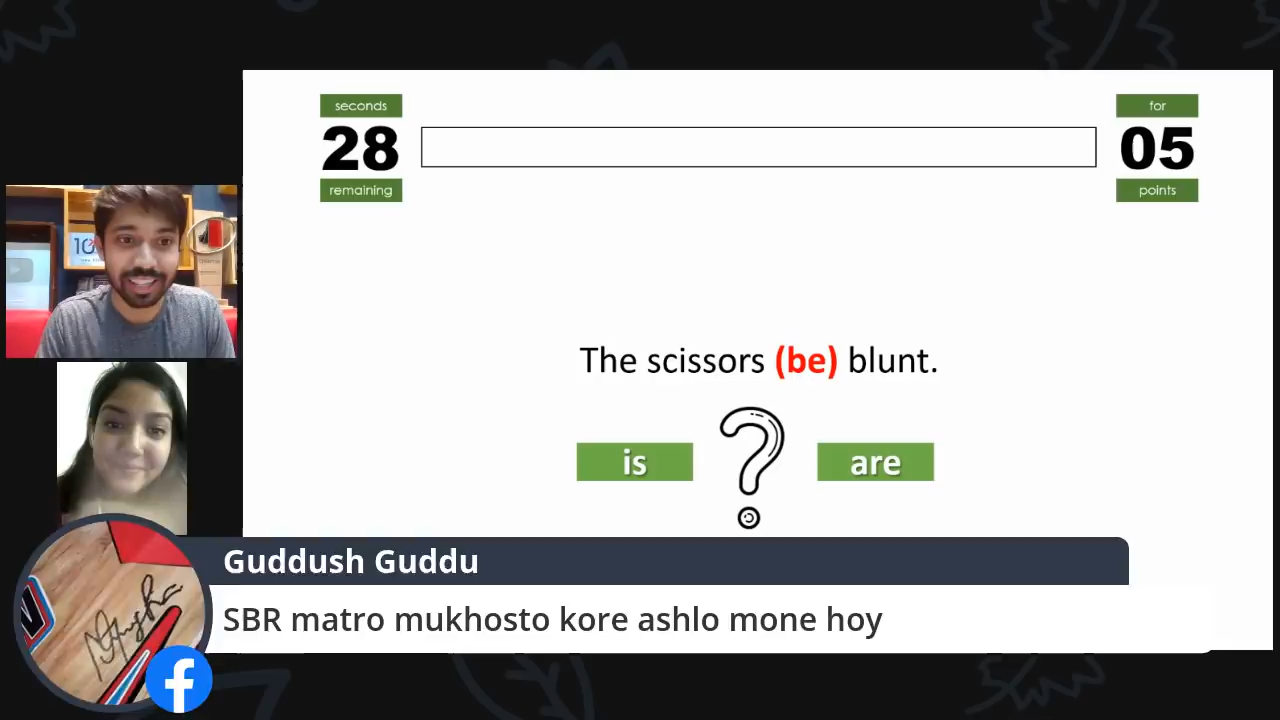 seconds
28
remaining
for
05
points
10
The scissors (be) blunt.
is
are
Guddush Guddu
SBR matro mukhosto kore ashlo mone hoy